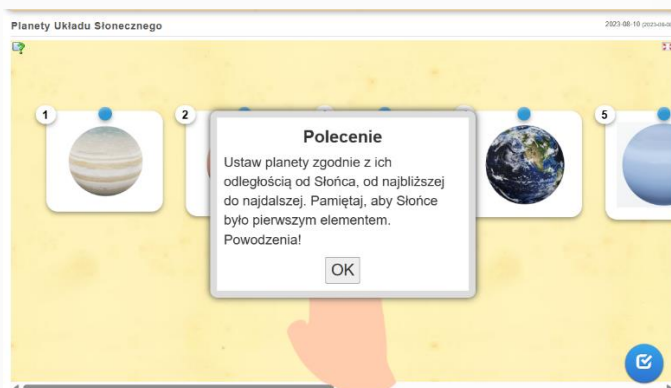 Planety Układu Słonecznego
2023-08-10
1
2
5
Polecenie
Ustaw planety zgodnie z ich
odległością od Słońca, od najbliższej
do najdalszej. Pamiętaj, aby Słońce
było pierwszym elementem.
Powodzenia!
OK